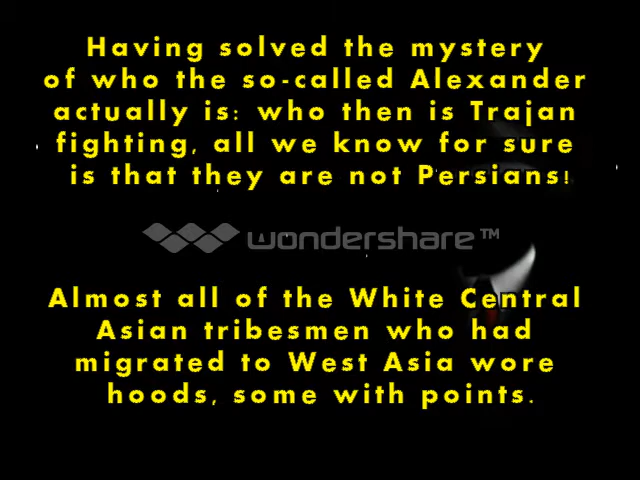 Having solved the mystery
of who the so-called Alexander
actually is: who then is Trajan
fighting, all we know for sure
is that they are not Persians!
wondershare™
Almost all of the White Central
Asian tribesmen who had
migrated to West Asia wore
hoods, some with points.